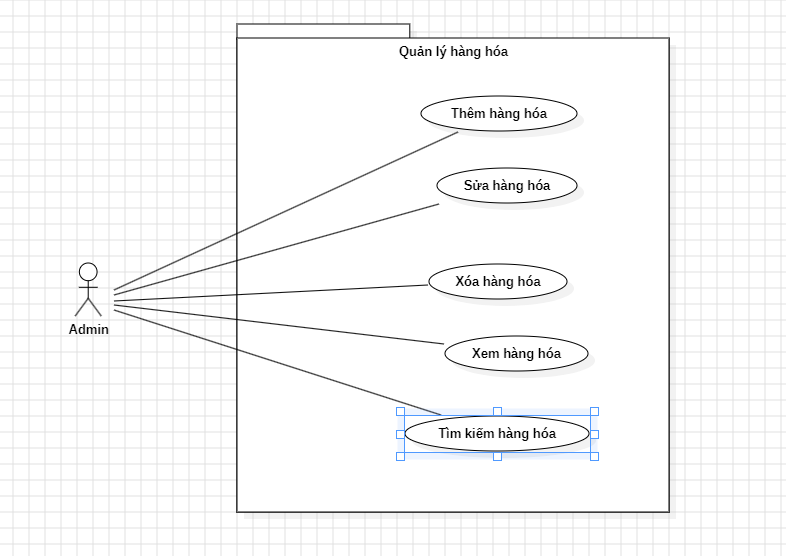 Quản lý hàng hóa
Thêm hàng hóa
Sửa hàng hóa
Xóa hàng hóa
Admin
Xem hàng hóa
Tìm kiếm hàng hóa